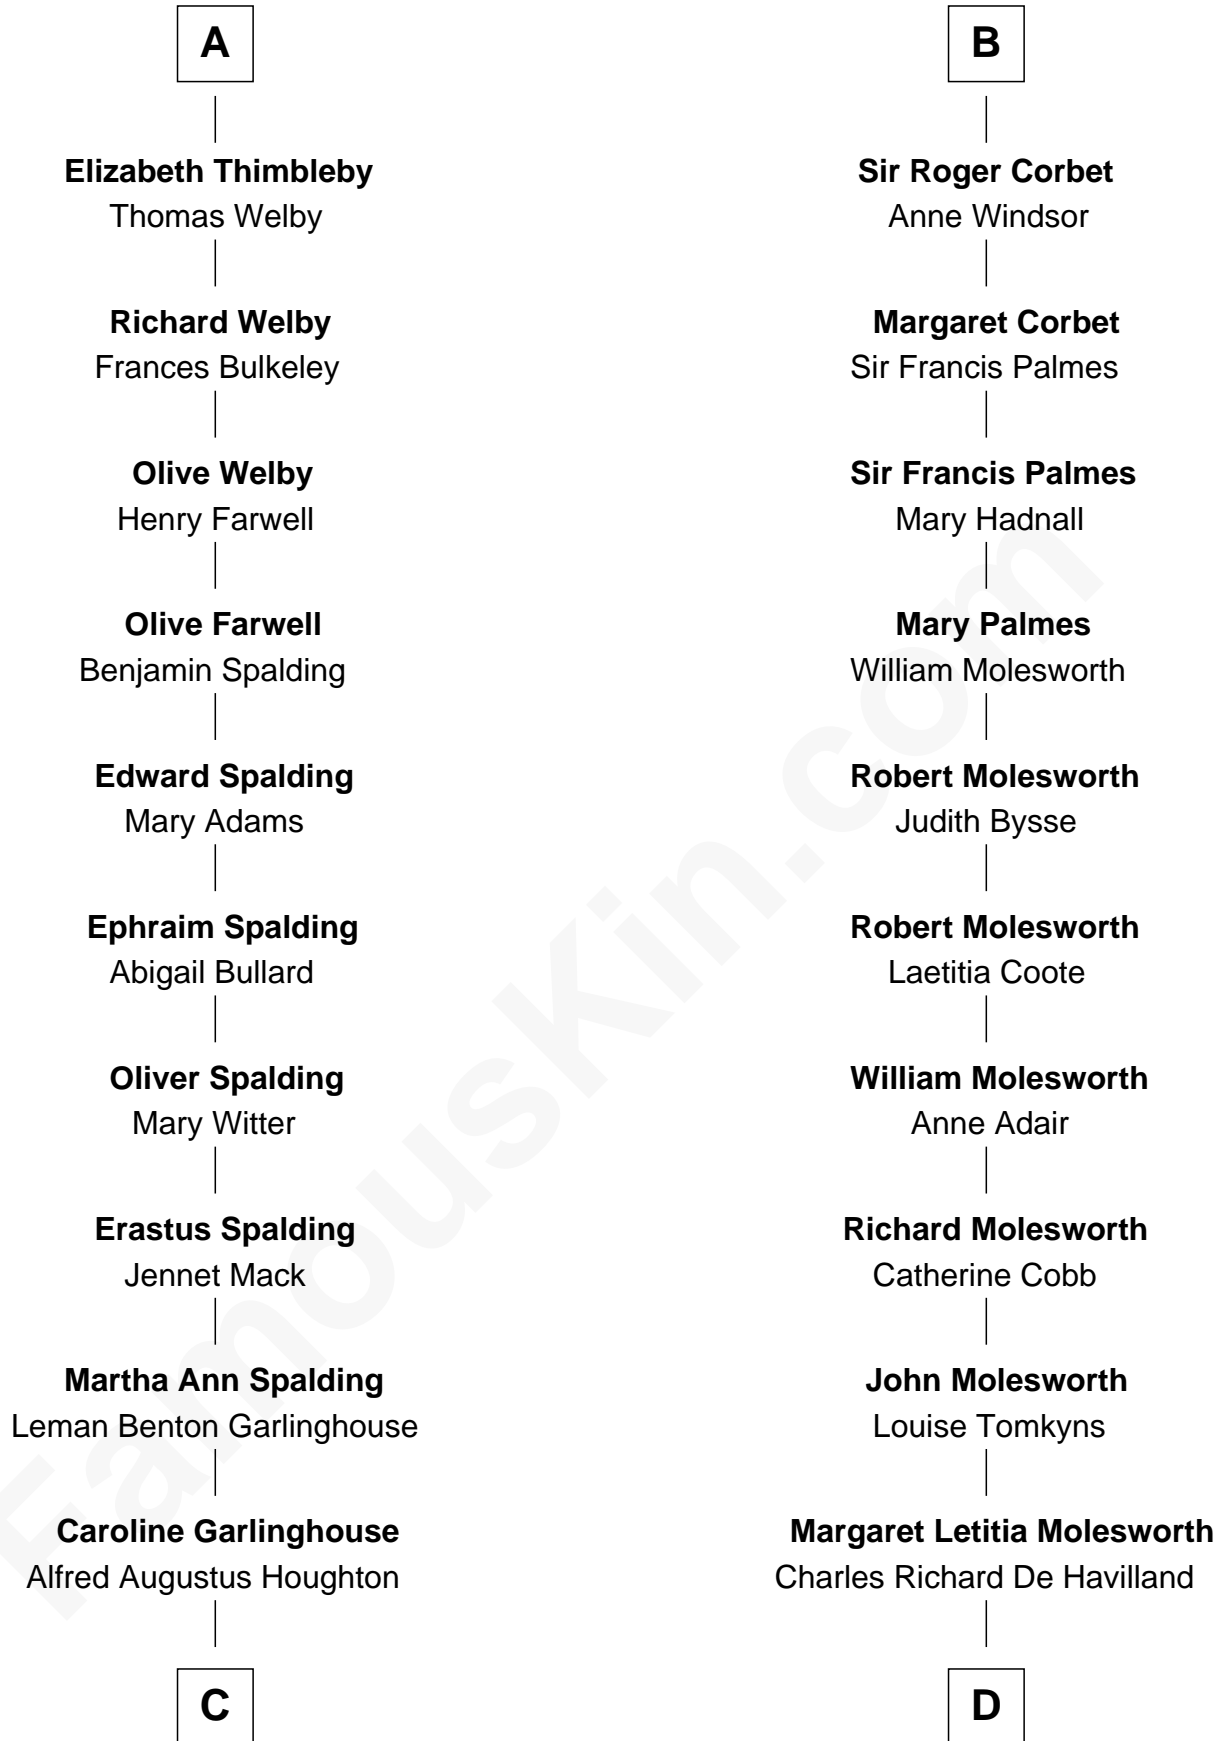 A
Elizabeth Thimbleby
Thomas Welby
Richard Welby
Frances Bulkeley
Olive Welby
Henry Farwell
Olive Farwell
Benjamin Spalding
Edward Spalding
Mary Adams
Ephraim Spalding
Abigail Bullard
Oliver Spalding
Mary Witter
Erastus Spalding
Jennet Mack
Martha Ann Spalding
Leman Benton Garlinghouse
Caroline Garlinghouse
Alfred Augustus Houghton
C
B
Sir Roger Corbet
Anne Windsor
Margaret Corbet
Sir Francis Palmes
Sir Francis Palmes
Mary Hadnall
Mary Palmes
William Molesworth
Robert Molesworth
Judith Bysse
Robert Molesworth
Laetitia Coote
William Molesworth
Anne Adair
Richard Molesworth
Catherine Cobb
John Molesworth
Louise Tomkyns
Margaret Letitia Molesworth
Charles Richard De Havilland
D
FamousKin.com